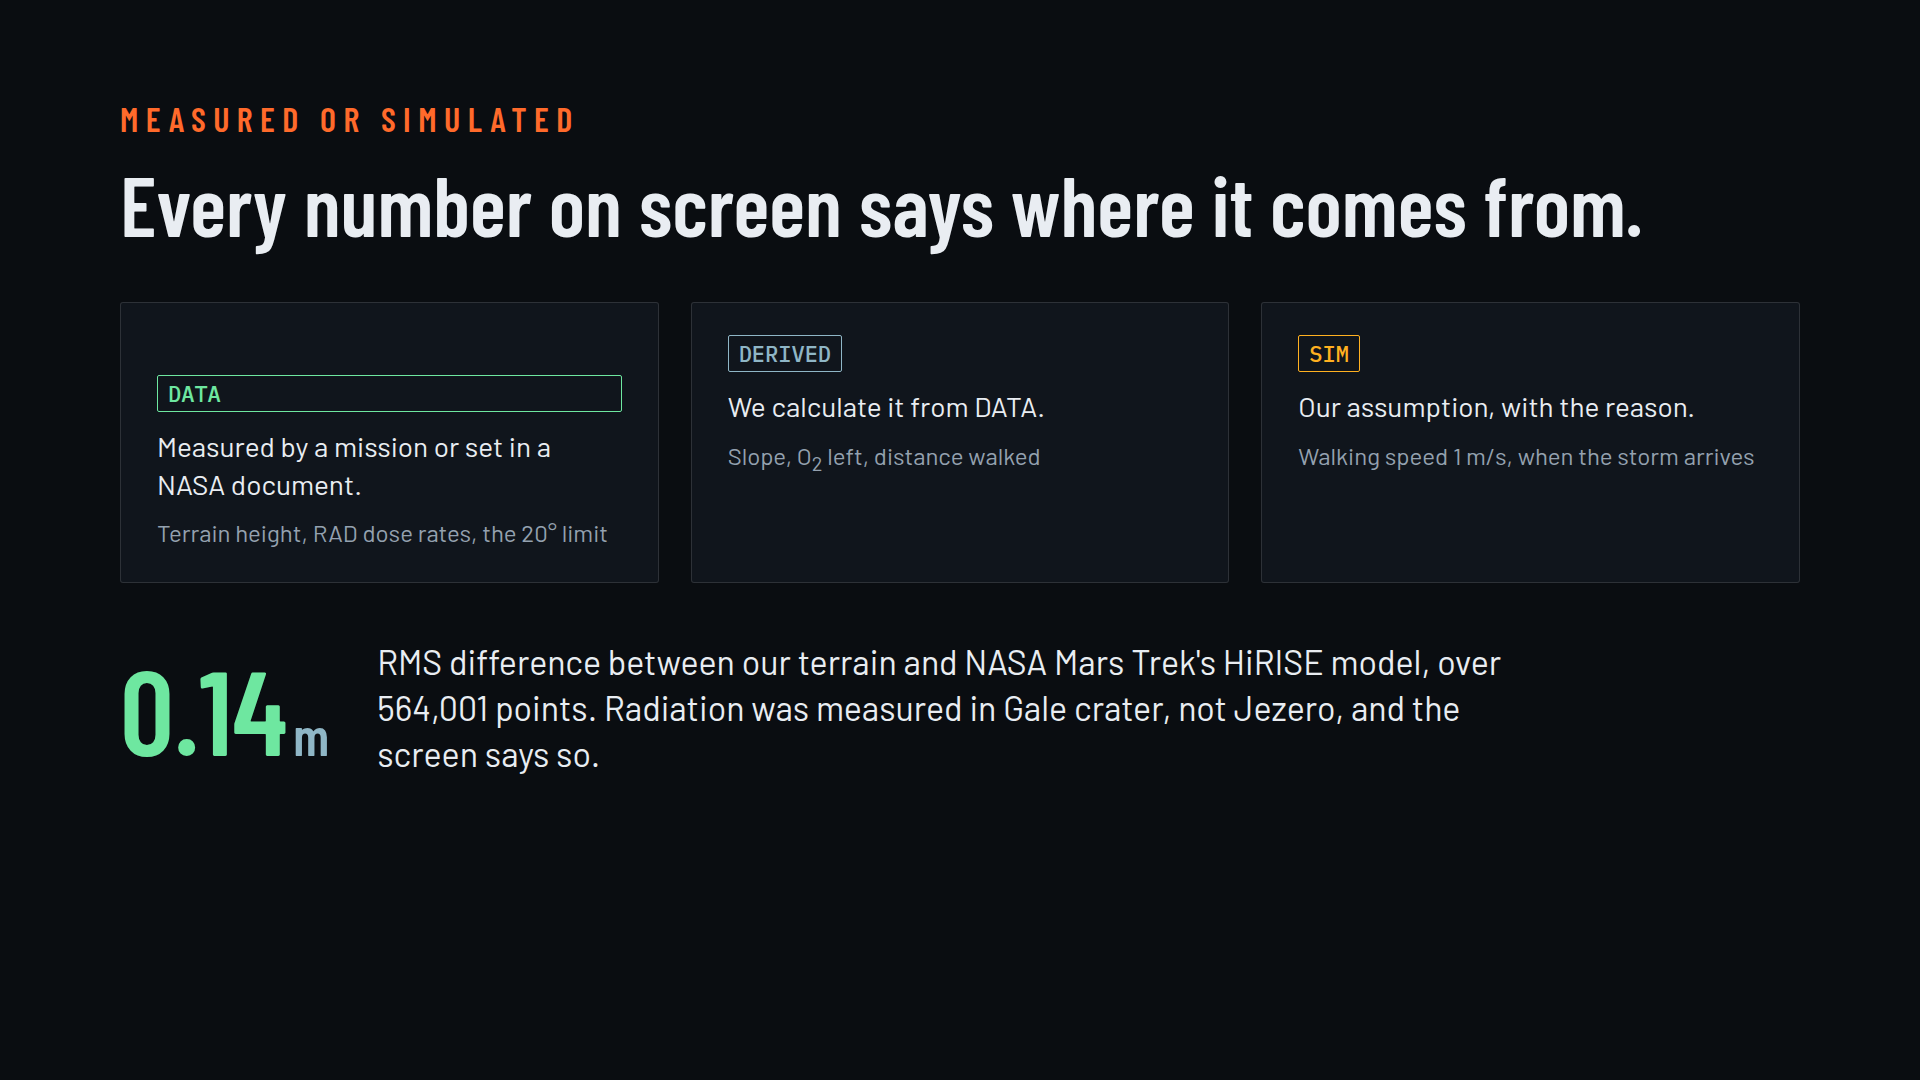 MEASURED OR SIMULATED
Every number on screen says where it comes from.
DATA
Measured by a mission or set in a
NASA document.
Terrain height, RAD dose rates, the 20° limit
DERIVED
We calculate it from DATA.
Slope, O₂ left, distance walked
SIM
Our assumption, with the reason.
Walking speed 1 m/s, when the storm arrives
0.14 m
RMS difference between our terrain and NASA Mars Trek's HiRISE model, over
564,001 points. Radiation was measured in Gale crater, not Jezero, and the
screen says so.